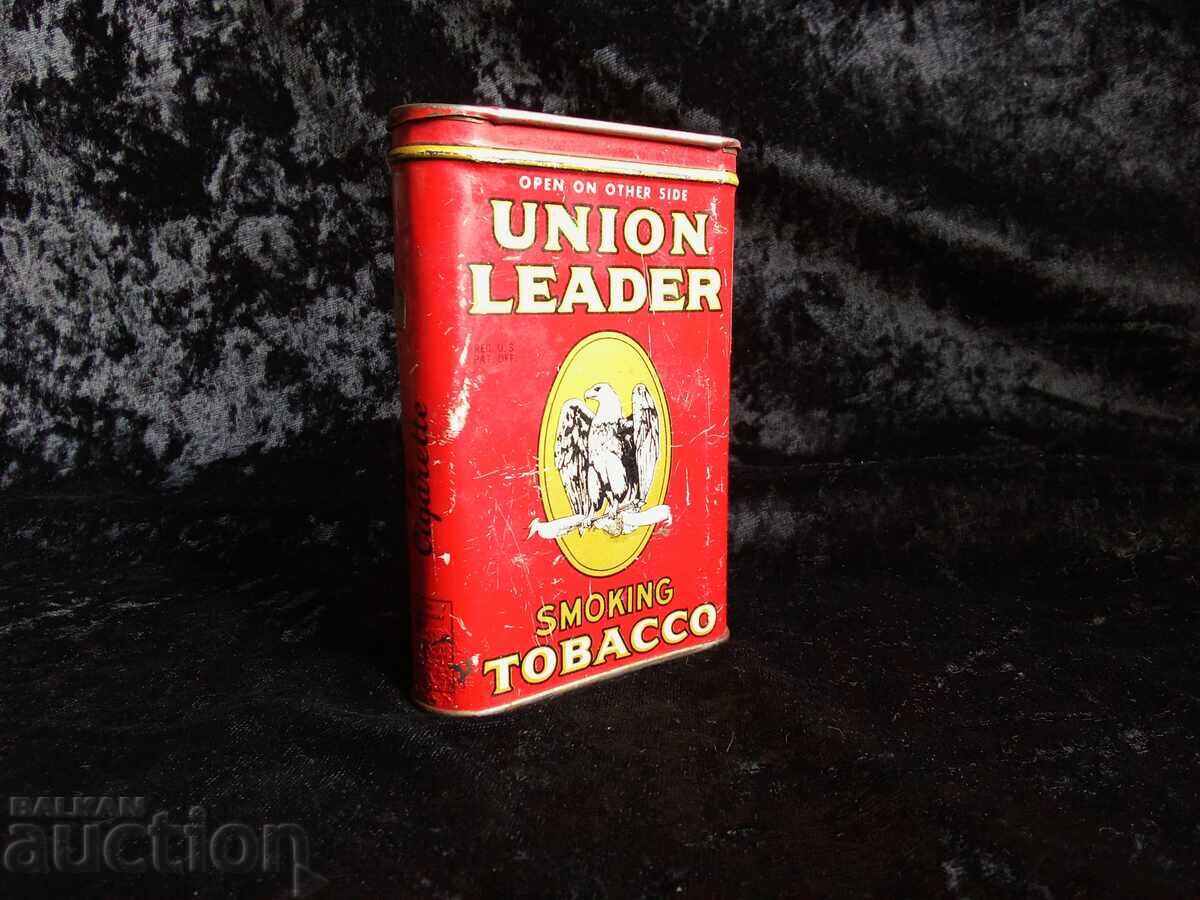 OPEN ON OTHER SIDE
UNION
LEADER
REG. U.S.
PAT. OFF.
SMOKING
TOBACCO
Cigarette
BALKAN
auction